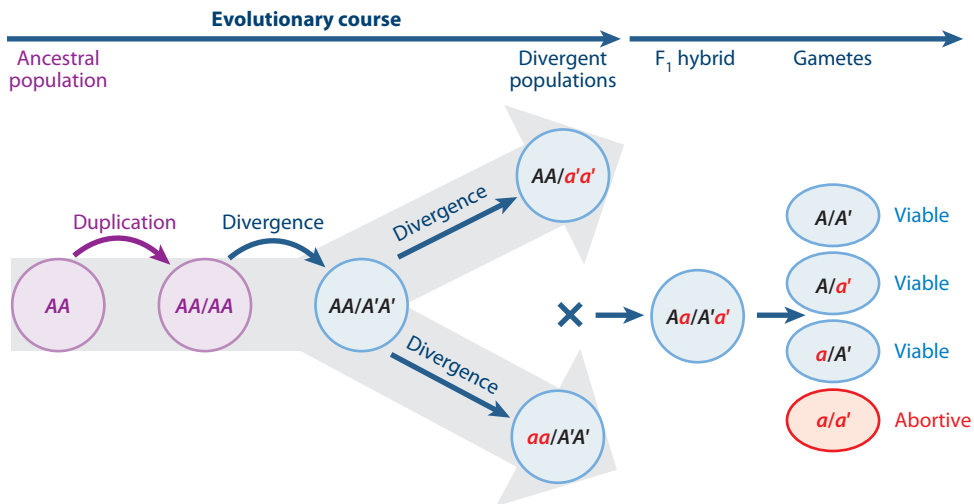 Evolutionary course
Ancestral
population
Divergent
populations
F₁ hybrid
Gametes
Duplication
Divergence
Divergence
Divergence
AA
AA/AA
AA/A'A'
AA/a'a'
aa/A'A'
×
Aa/A'a'
A/A'
Viable
A/a'
Viable
a/A'
Viable
a/a'
Abortive